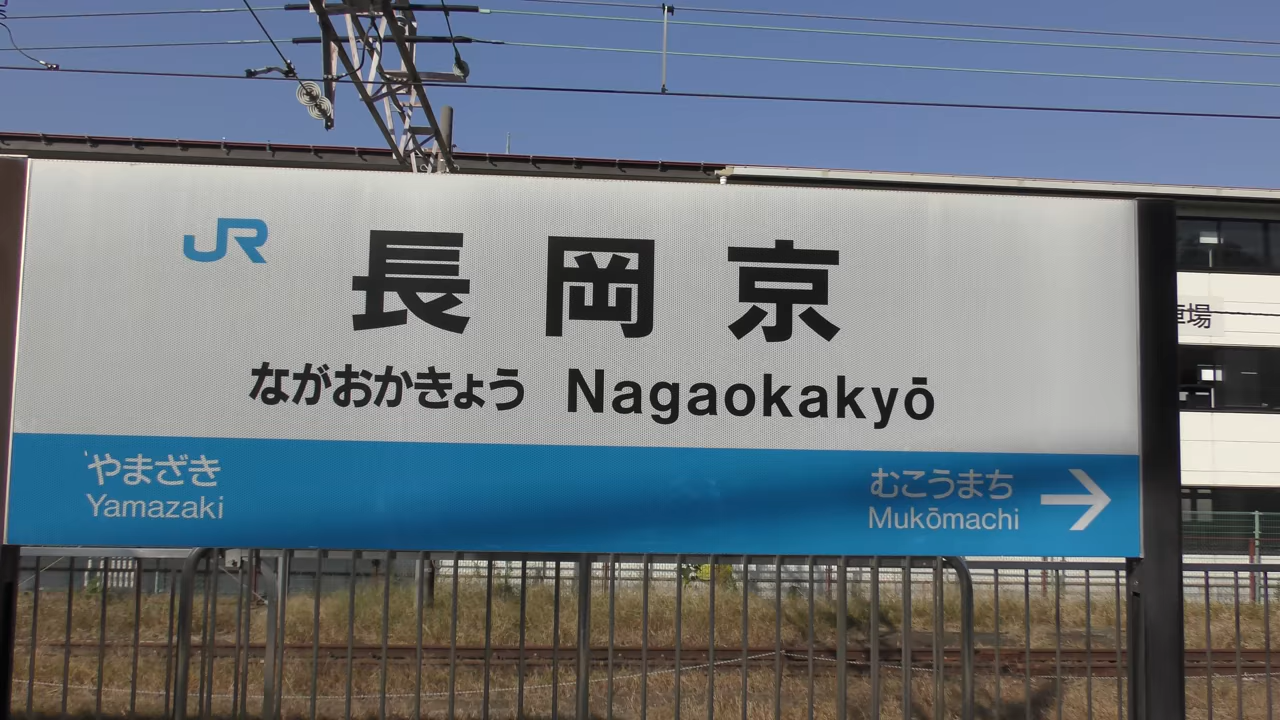 JR
長岡京
ながおかきょう Nagaokakyō
やまざき
Yamazaki
むこうまち
Mukōmachi →
場